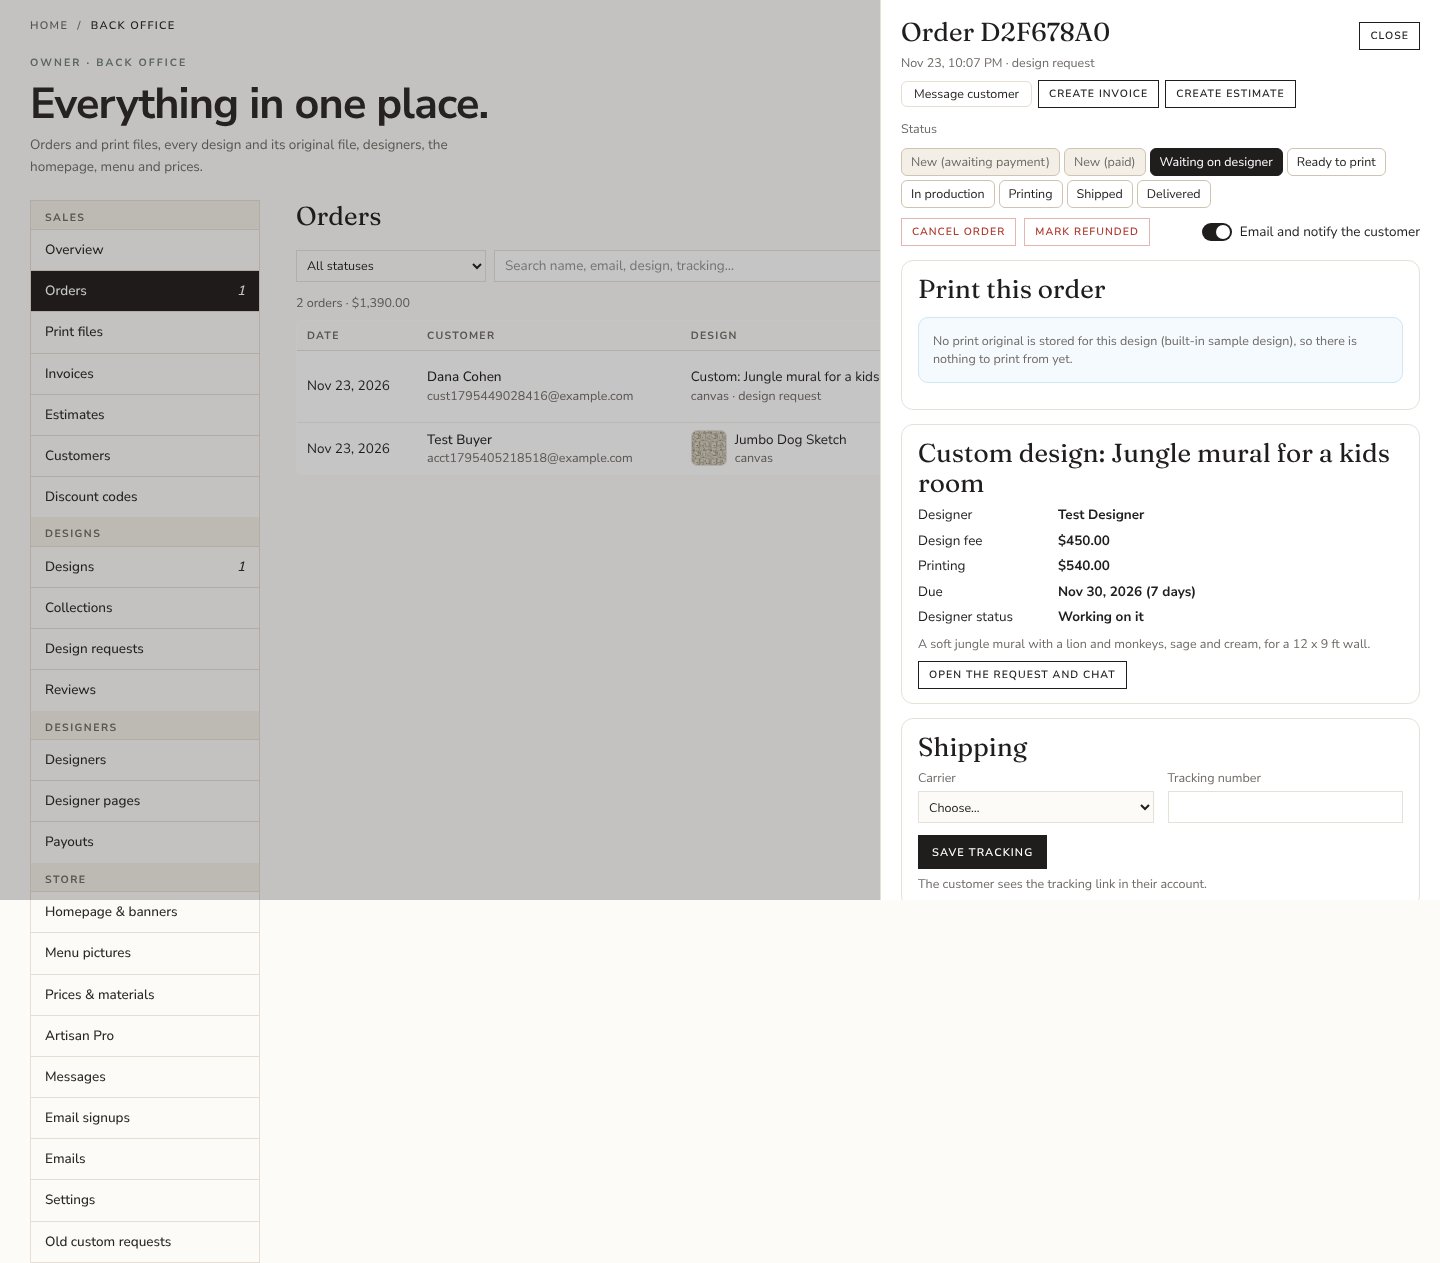 HOME / BACK OFFICE
OWNER · BACK OFFICE
Everything in one place.
Orders and print files, every design and its original file, designers, the
homepage, menu and prices.
SALES
Overview
Orders 1
Print files
Invoices
Estimates
Customers
Discount codes
DESIGNS
Designs 1
Collections
Design requests
Reviews
DESIGNERS
Designers
Designer pages
Payouts
STORE
Homepage & banners
Menu pictures
Prices & materials
Artisan Pro
Messages
Email signups
Emails
Settings
Old custom requests
Orders
All statuses
Search name, email, design, tracking...
2 orders · $1,390.00
DATE CUSTOMER DESIGN
Nov 23, 2026
Dana Cohen
cust1795449028416@example.com
Custom: Jungle mural for a kids
canvas · design request
Nov 23, 2026
Test Buyer
acct1795405218518@example.com
Jumbo Dog Sketch
canvas
Order D2F678A0
CLOSE
Nov 23, 10:07 PM · design request
Message customer
CREATE INVOICE
CREATE ESTIMATE
Status
New (awaiting payment)
New (paid)
Waiting on designer
Ready to print
In production
Printing
Shipped
Delivered
CANCEL ORDER
MARK REFUNDED
Email and notify the customer
Print this order
No print original is stored for this design (built-in sample design), so there is
nothing to print from yet.
Custom design: Jungle mural for a kids
room
Designer Test Designer
Design fee $450.00
Printing $540.00
Due Nov 30, 2026 (7 days)
Designer status Working on it
A soft jungle mural with a lion and monkeys, sage and cream, for a 12 x 9 ft wall.
OPEN THE REQUEST AND CHAT
Shipping
Carrier
Tracking number
Choose...
SAVE TRACKING
The customer sees the tracking link in their account.